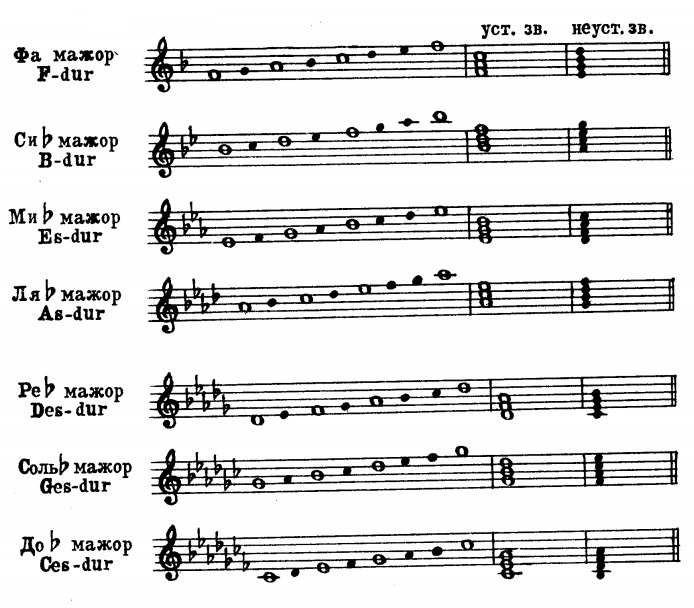 уст. зв. неуст. зв.
Фа мажор
F-dur
Си♭ мажор
B-dur
Ми♭ мажор
Es-dur
Ля♭ мажор
As-dur
Ре♭ мажор
Des-dur
Соль♭ мажор
Ges-dur
До♭ мажор
Ces-dur